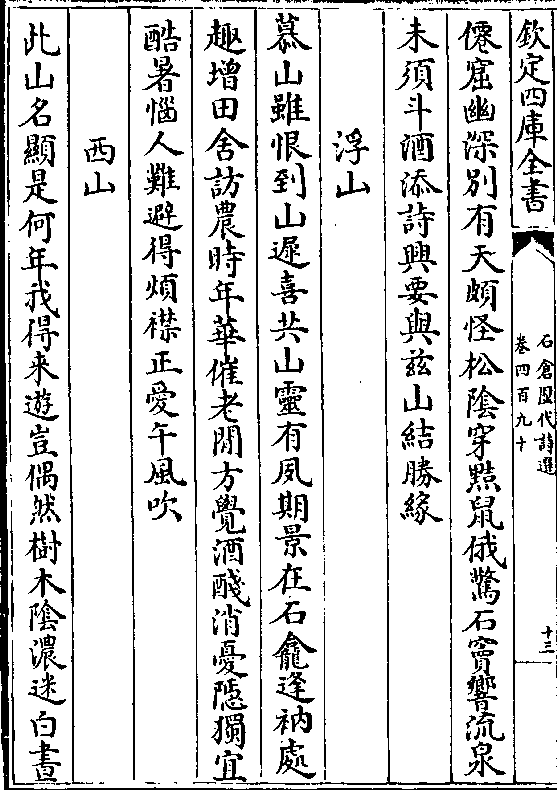 欽定四庫全書
石倉歷代詩選
卷四百九十
十三
僊窟幽深别有天頗怪松陰穿黠鼠俄驚石竇響流泉
未須斗酒添詩興要與兹山結勝緣
浮山
慕山雖恨到山遲喜共山靈有夙期景在石龕逢衲處
趣增田舍訪農時年華催老閒方覺酒醆消憂隠獨宜
酷暑惱人難避得煩襟正愛午風吹
西山
此山名顯是何年我得来遊豈偶然樹木陰濃迷白晝